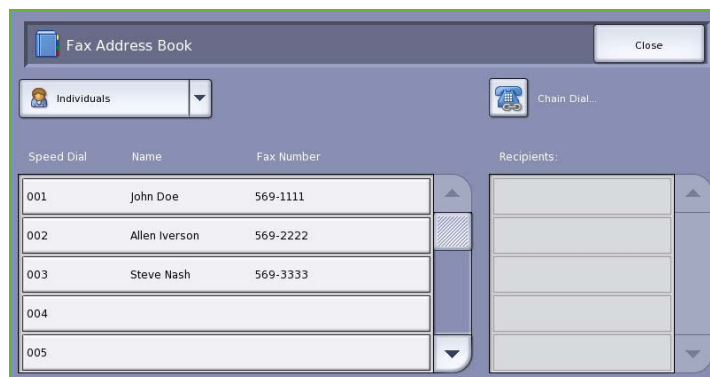 Fax Address Book
Close
Individuals
Chain Dial...
Speed Dial Name Fax Number
Recipients:
001 John Doe 569-1111
002 Allen Iverson 569-2222
003 Steve Nash 569-3333
004
005